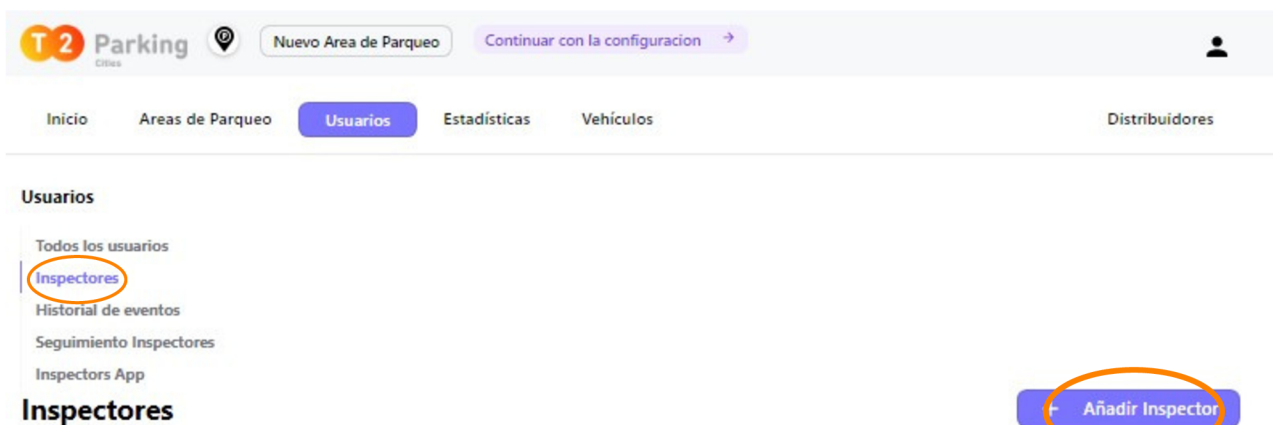 T2 Parking Cities P Nuevo Area de Parqueo Continuar con la configuracion →
Inicio Areas de Parqueo Usuarios Estadísticas Vehículos Distribuidores
Usuarios
Todos los usuarios
Inspectores
Historial de eventos
Seguimiento Inspectores
Inspectors App
Inspectores + Añadir Inspector